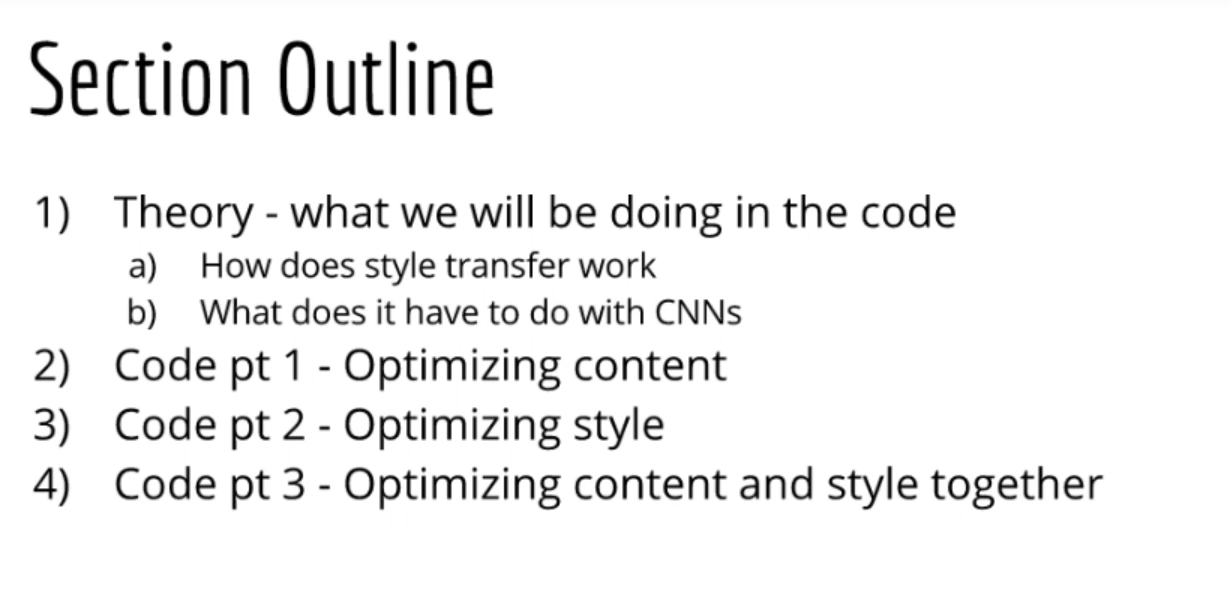 Section Outline
1) Theory - what we will be doing in the code
a) How does style transfer work
b) What does it have to do with CNNs
2) Code pt 1 - Optimizing content
3) Code pt 2 - Optimizing style
4) Code pt 3 - Optimizing content and style together